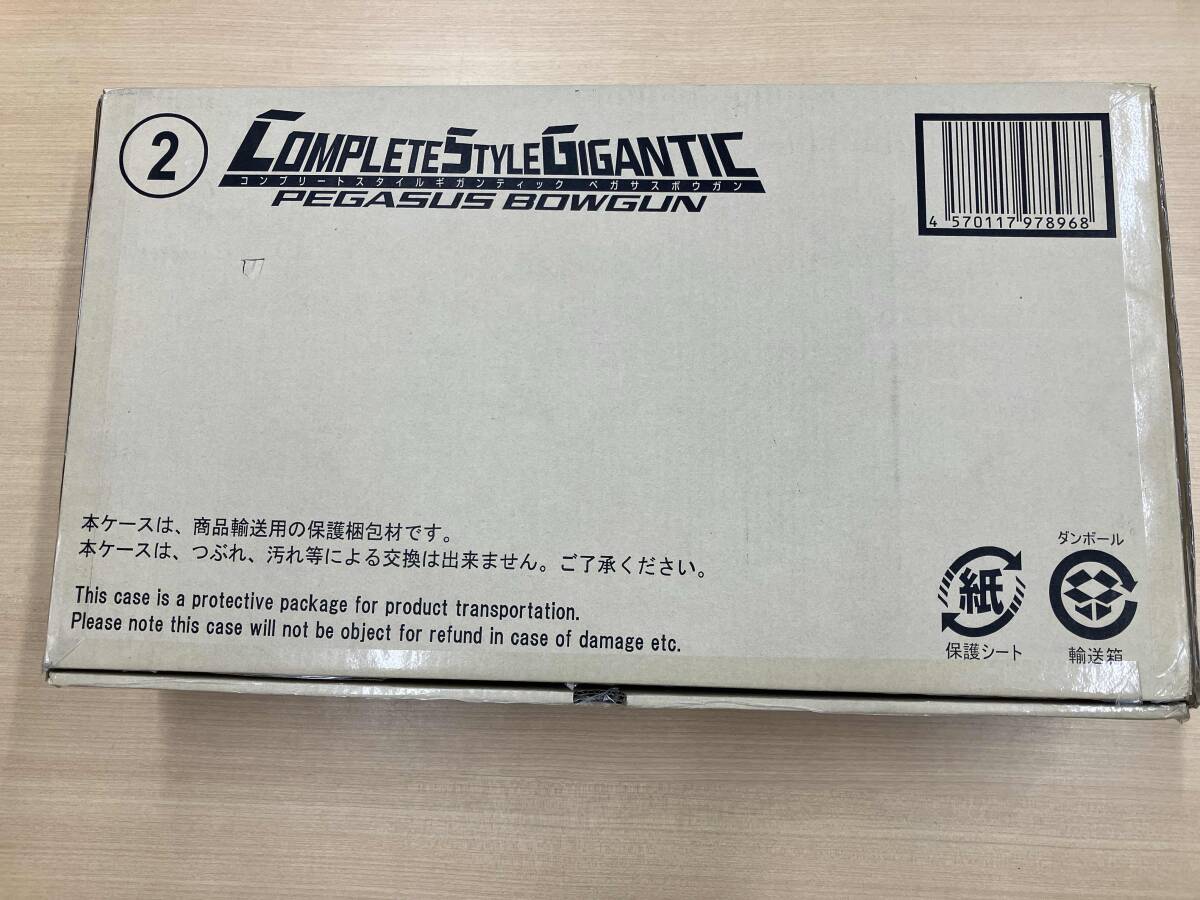 2
COMPLETE STYLE GIGANTIC
コンプリートスタイルギガンティック ペガサスボウガン
PEGASUS BOWGUN
4 570117 978968
本ケースは、商品輸送用の保護梱包材です。
本ケースは、つぶれ、汚れ等による交換は出来ません。ご了承ください。
This case is a protective package for product transportation.
Please note this case will not be object for refund in case of damage etc.
紙
保護シート
ダンボール
輸送箱